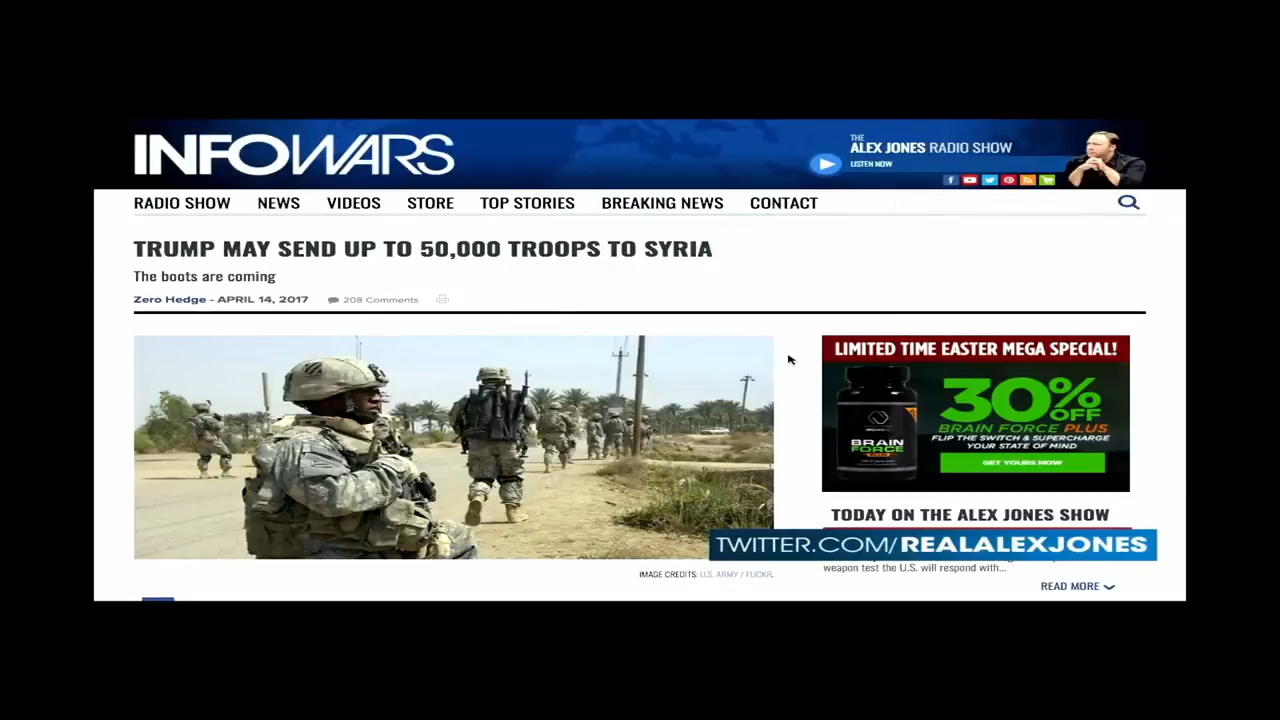 INFOWARS
THE
ALEX JONES RADIO SHOW
LISTEN NOW
RADIO SHOW NEWS VIDEOS STORE TOP STORIES BREAKING NEWS CONTACT
TRUMP MAY SEND UP TO 50,000 TROOPS TO SYRIA
The boots are coming
Zero Hedge - APRIL 14, 2017 208 Comments
LIMITED TIME EASTER MEGA SPECIAL!
30%
OFF
BRAIN FORCE PLUS
FLIP THE SWITCH & SUPERCHARGE
YOUR STATE OF MIND
GET YOURS NOW
BRAIN
FORCE
PLUS
TODAY ON THE ALEX JONES SHOW
TWITTER.COM/REALALEXJONES
weapon test the U.S. will respond with...
IMAGE CREDITS: U.S. ARMY / FLICKR.
READ MORE